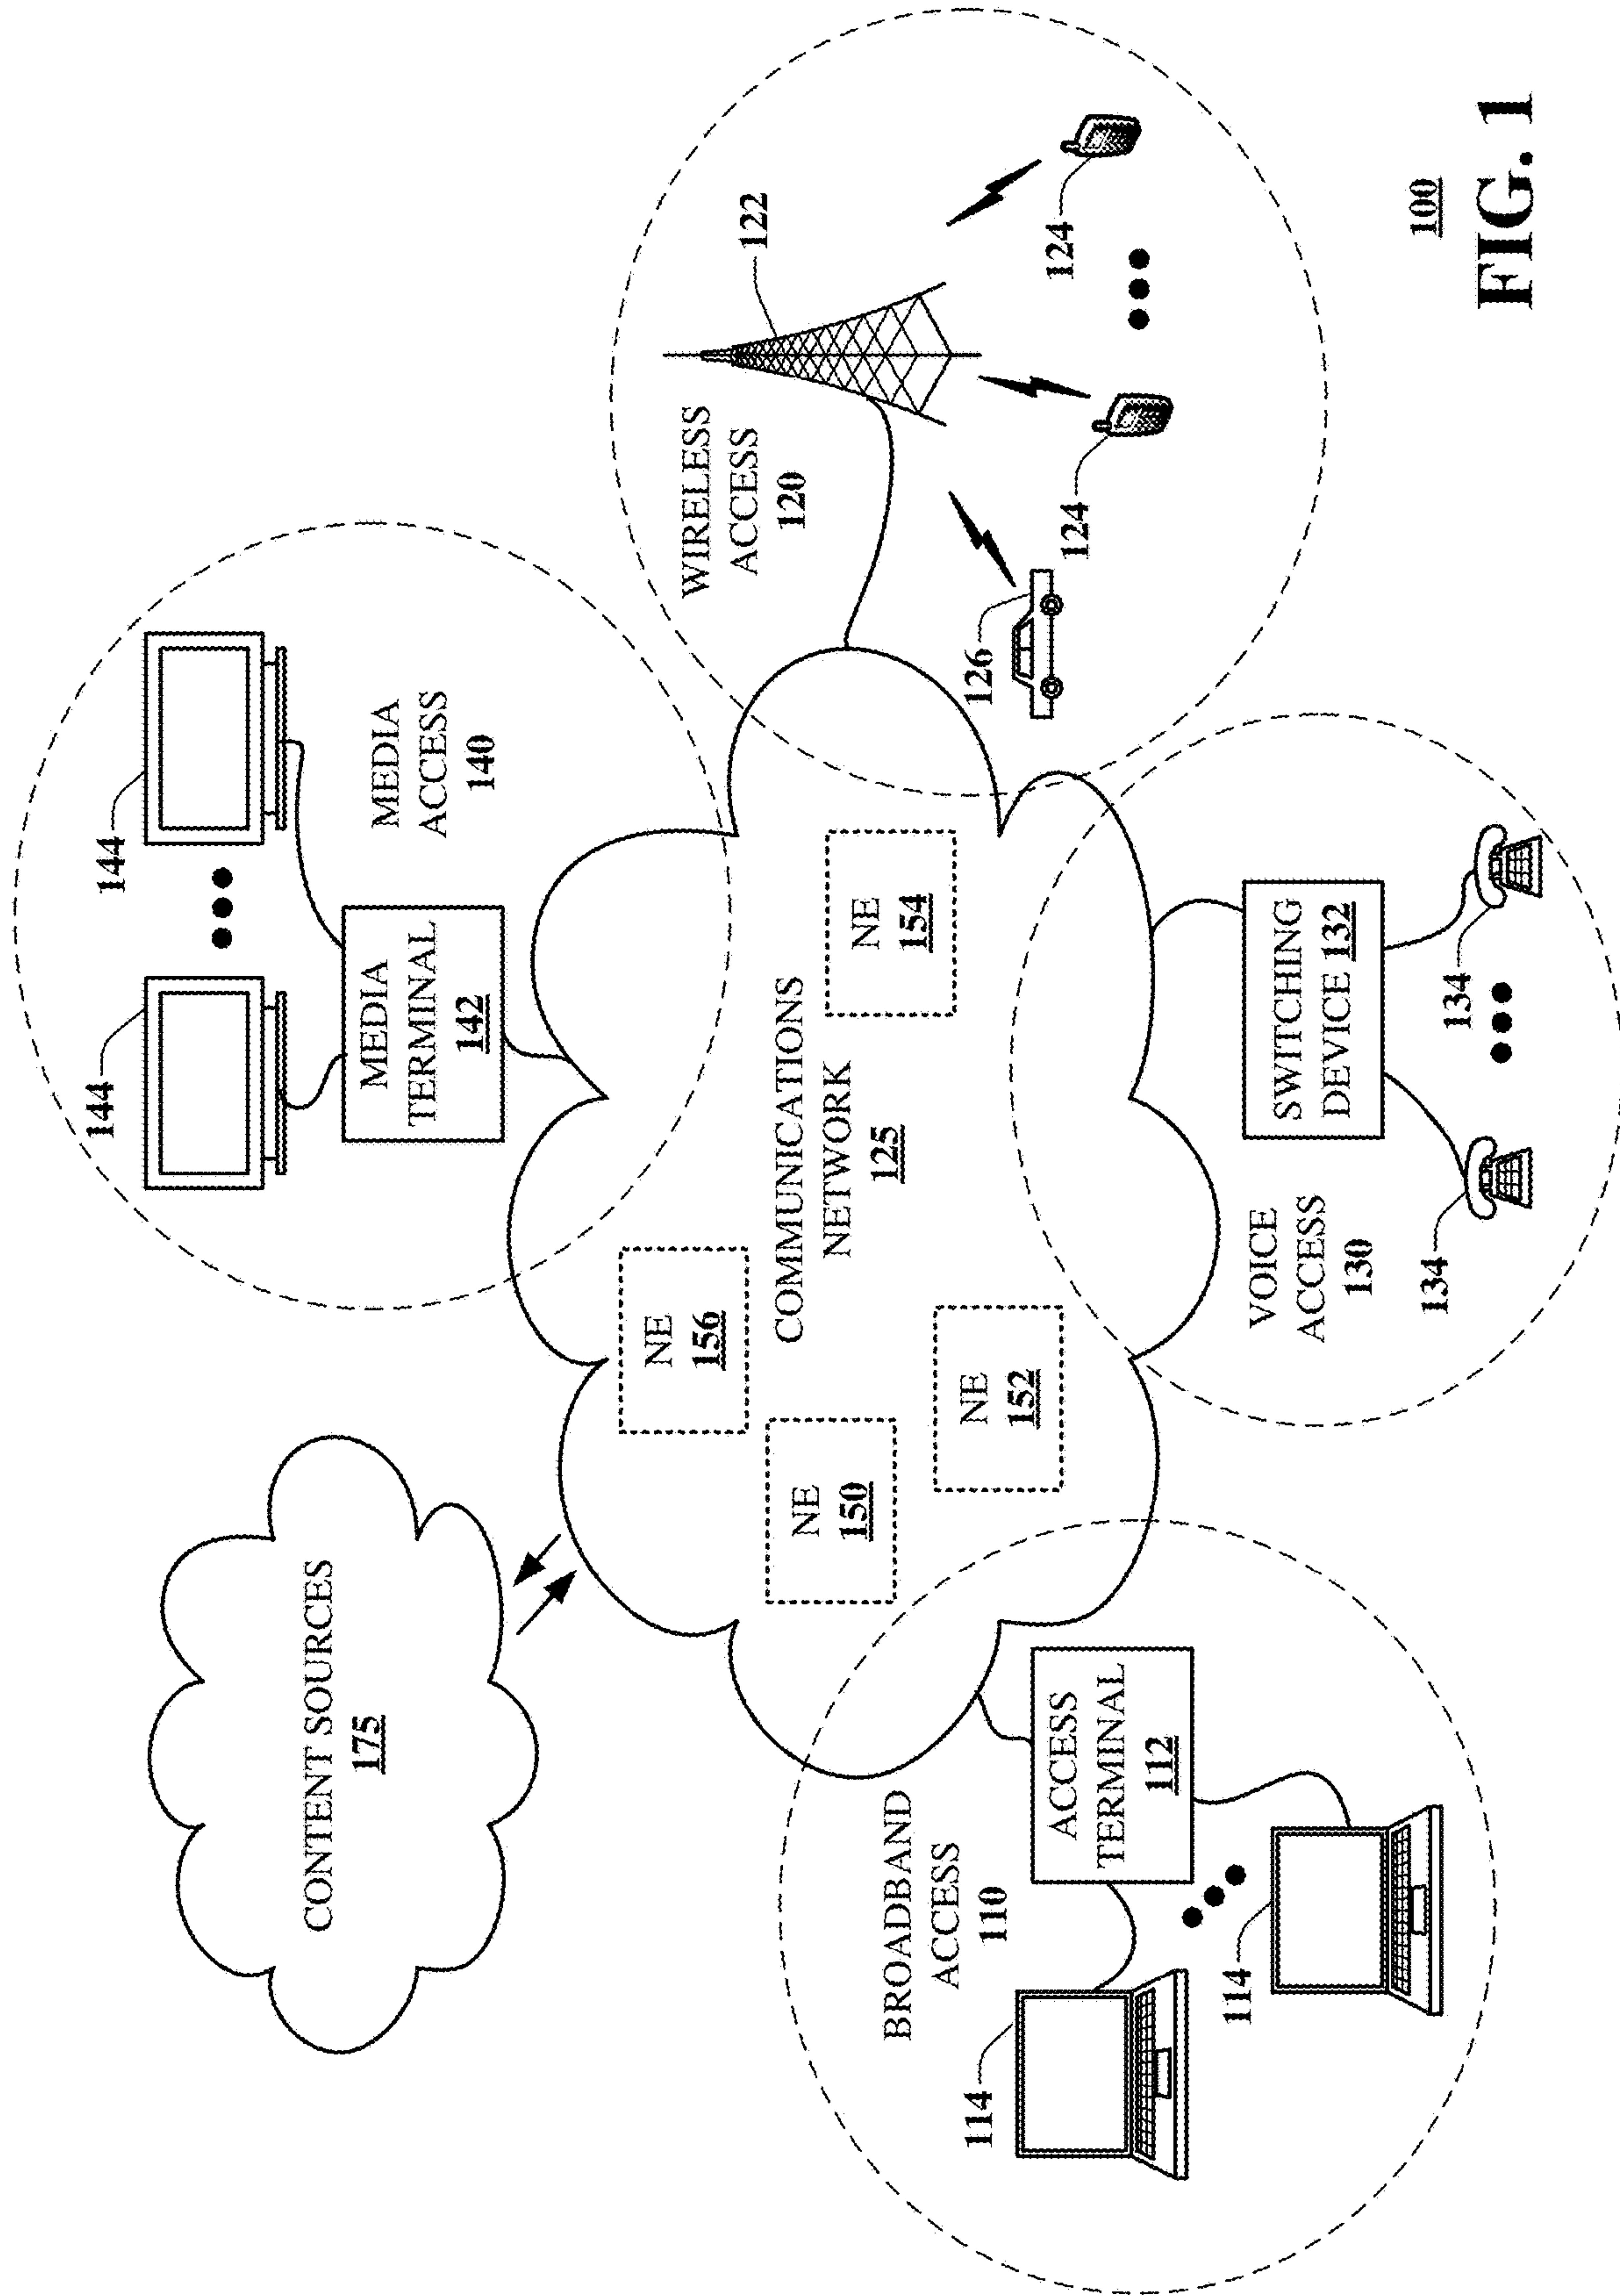 CONTENT SOURCES
175
144
144
MEDIA
TERMINAL
142
MEDIA
ACCESS
140
NE
156
NE
150
NE
152
COMMUNICATIONS
NETWORK
125
NE
154
WIRELESS
ACCESS
120
122
126
124
124
BROADBAND
ACCESS
110
ACCESS
TERMINAL
112
114
114
VOICE
ACCESS
130
SWITCHING
DEVICE 132
134
134
100
FIG. 1